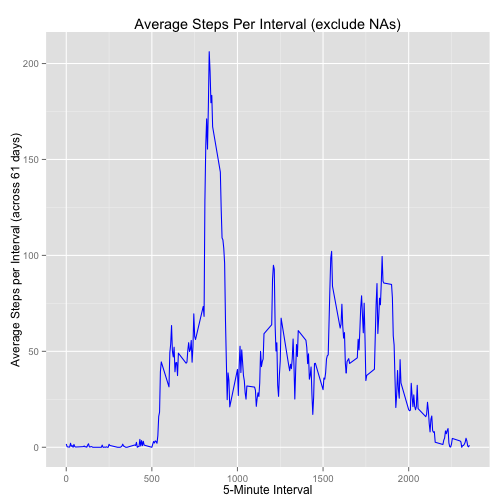 Average Steps Per Interval (exclude NAs)
Average Steps per Interval (across 61 days)
200
150
100
50
0
0 500 1000 1500 2000
5-Minute Interval